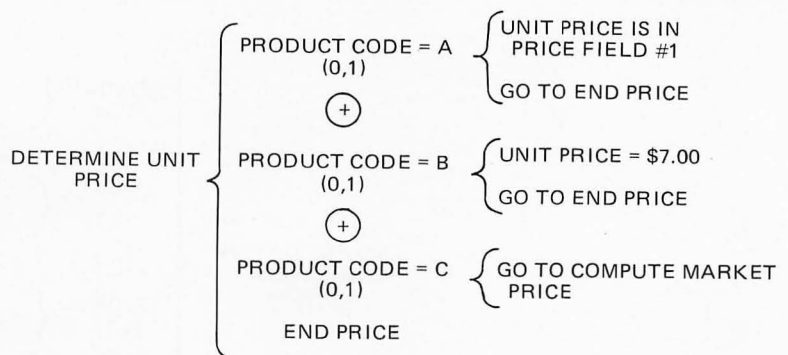 DETERMINE UNIT
PRICE
PRODUCT CODE = A
(0,1)
UNIT PRICE IS IN
PRICE FIELD #1
GO TO END PRICE
+
PRODUCT CODE = B
(0,1)
UNIT PRICE = $7.00
GO TO END PRICE
+
PRODUCT CODE = C
(0,1)
GO TO COMPUTE MARKET
PRICE
END PRICE